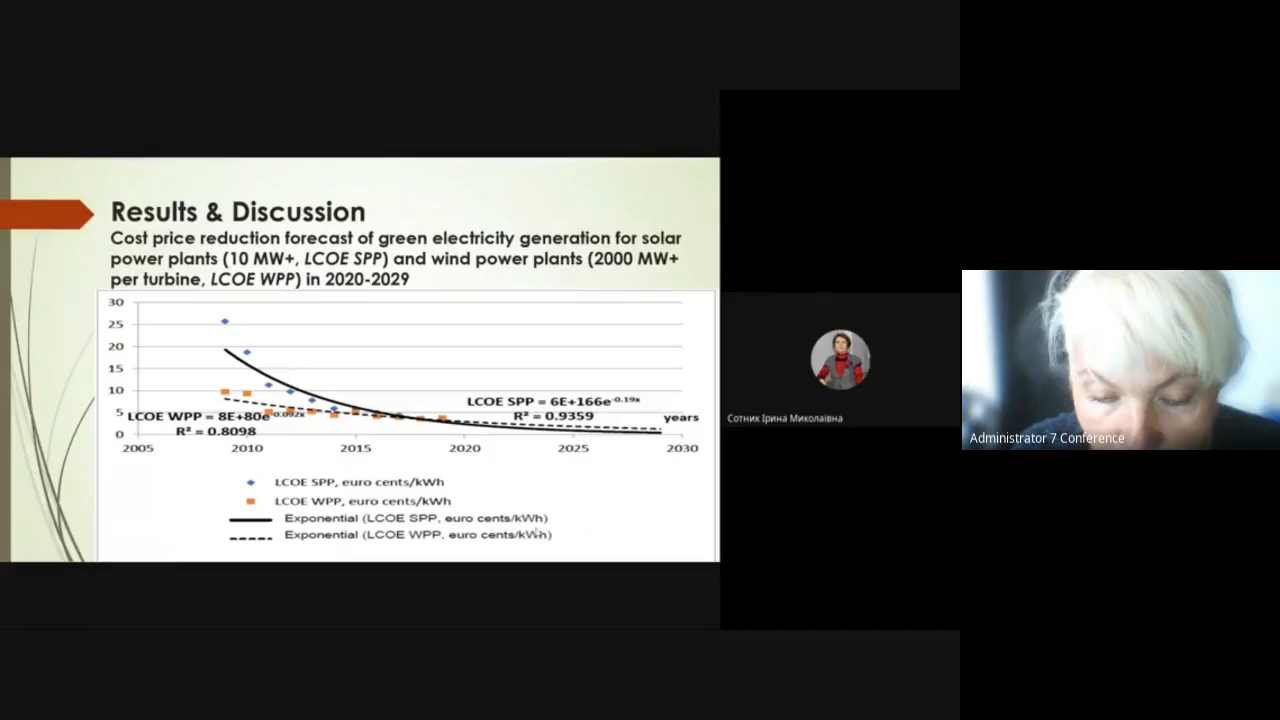 Results & Discussion
Cost price reduction forecast of green electricity generation for solar
power plants (10 MW+, LCOE SPP) and wind power plants (2000 MW+
per turbine, LCOE WPP) in 2020-2029
30
25
20
15
10
5
0
LCOE WPP = 8E+80e^-0.092x
R² = 0.8098
LCOE SPP = 6E+166e^-0.19x
R² = 0.9359
years
2005
2010
2015
2020
2025
2030
LCOE SPP, euro cents/kWh
LCOE WPP, euro cents/kWh
Exponential (LCOE SPP, euro cents/kWh)
Exponential (LCOE WPP, euro cents/kWh)
Сотник Ірина Миколаївна
Administrator 7 Conference